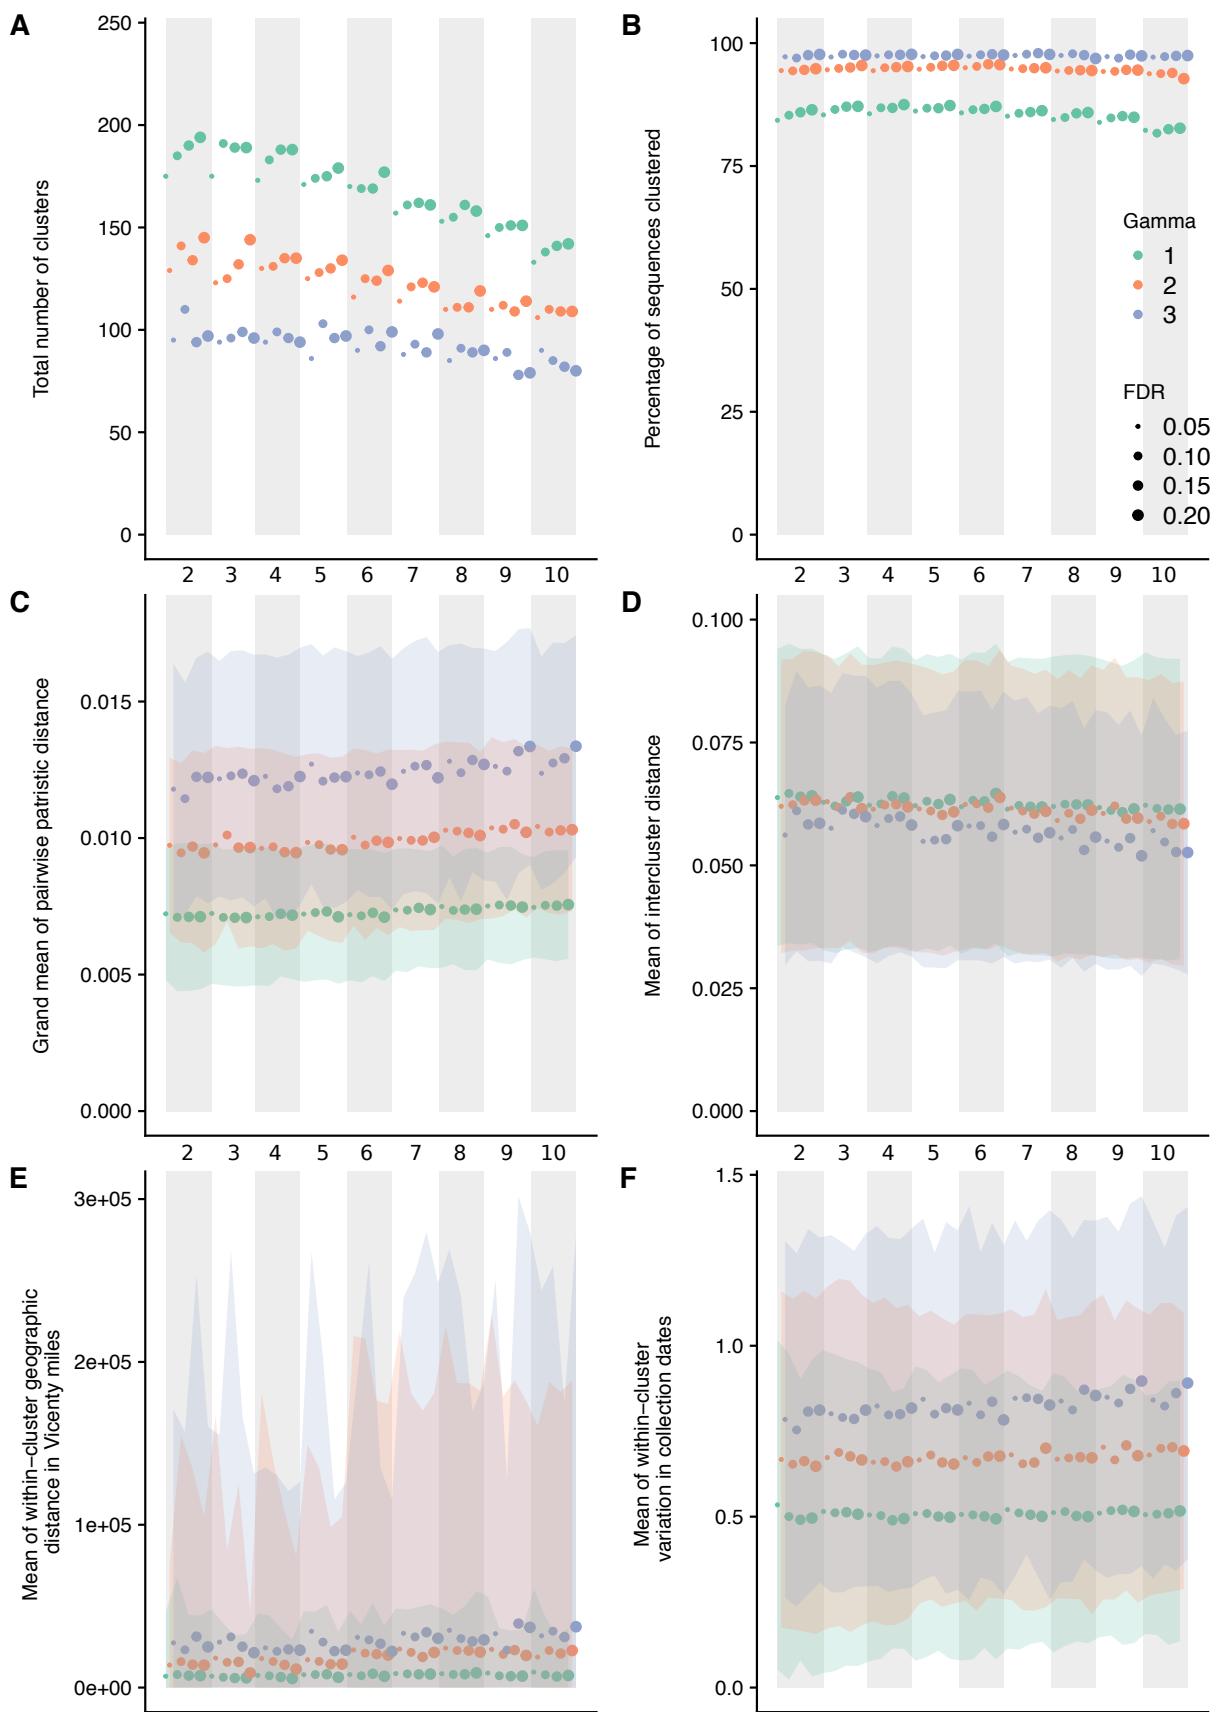 A
250
200
150
100
50
0
Total number of clusters
2 3 4 5 6 7 8 9 10
B
100
75
50
25
0
Percentage of sequences clustered
Gamma
1
2
3
FDR
0.05
0.10
0.15
0.20
2 3 4 5 6 7 8 9 10
C
0.015
0.010
0.005
0.000
Grand mean of pairwise patristic distance
2 3 4 5 6 7 8 9 10
D
0.100
0.075
0.050
0.025
0.000
Mean of intercluster distance
2 3 4 5 6 7 8 9 10
E
3e+05
2e+05
1e+05
0e+00
Mean of within−cluster geographic
distance in Vicenty miles
F
1.5
1.0
0.5
0.0
Mean of within−cluster
variation in collection dates